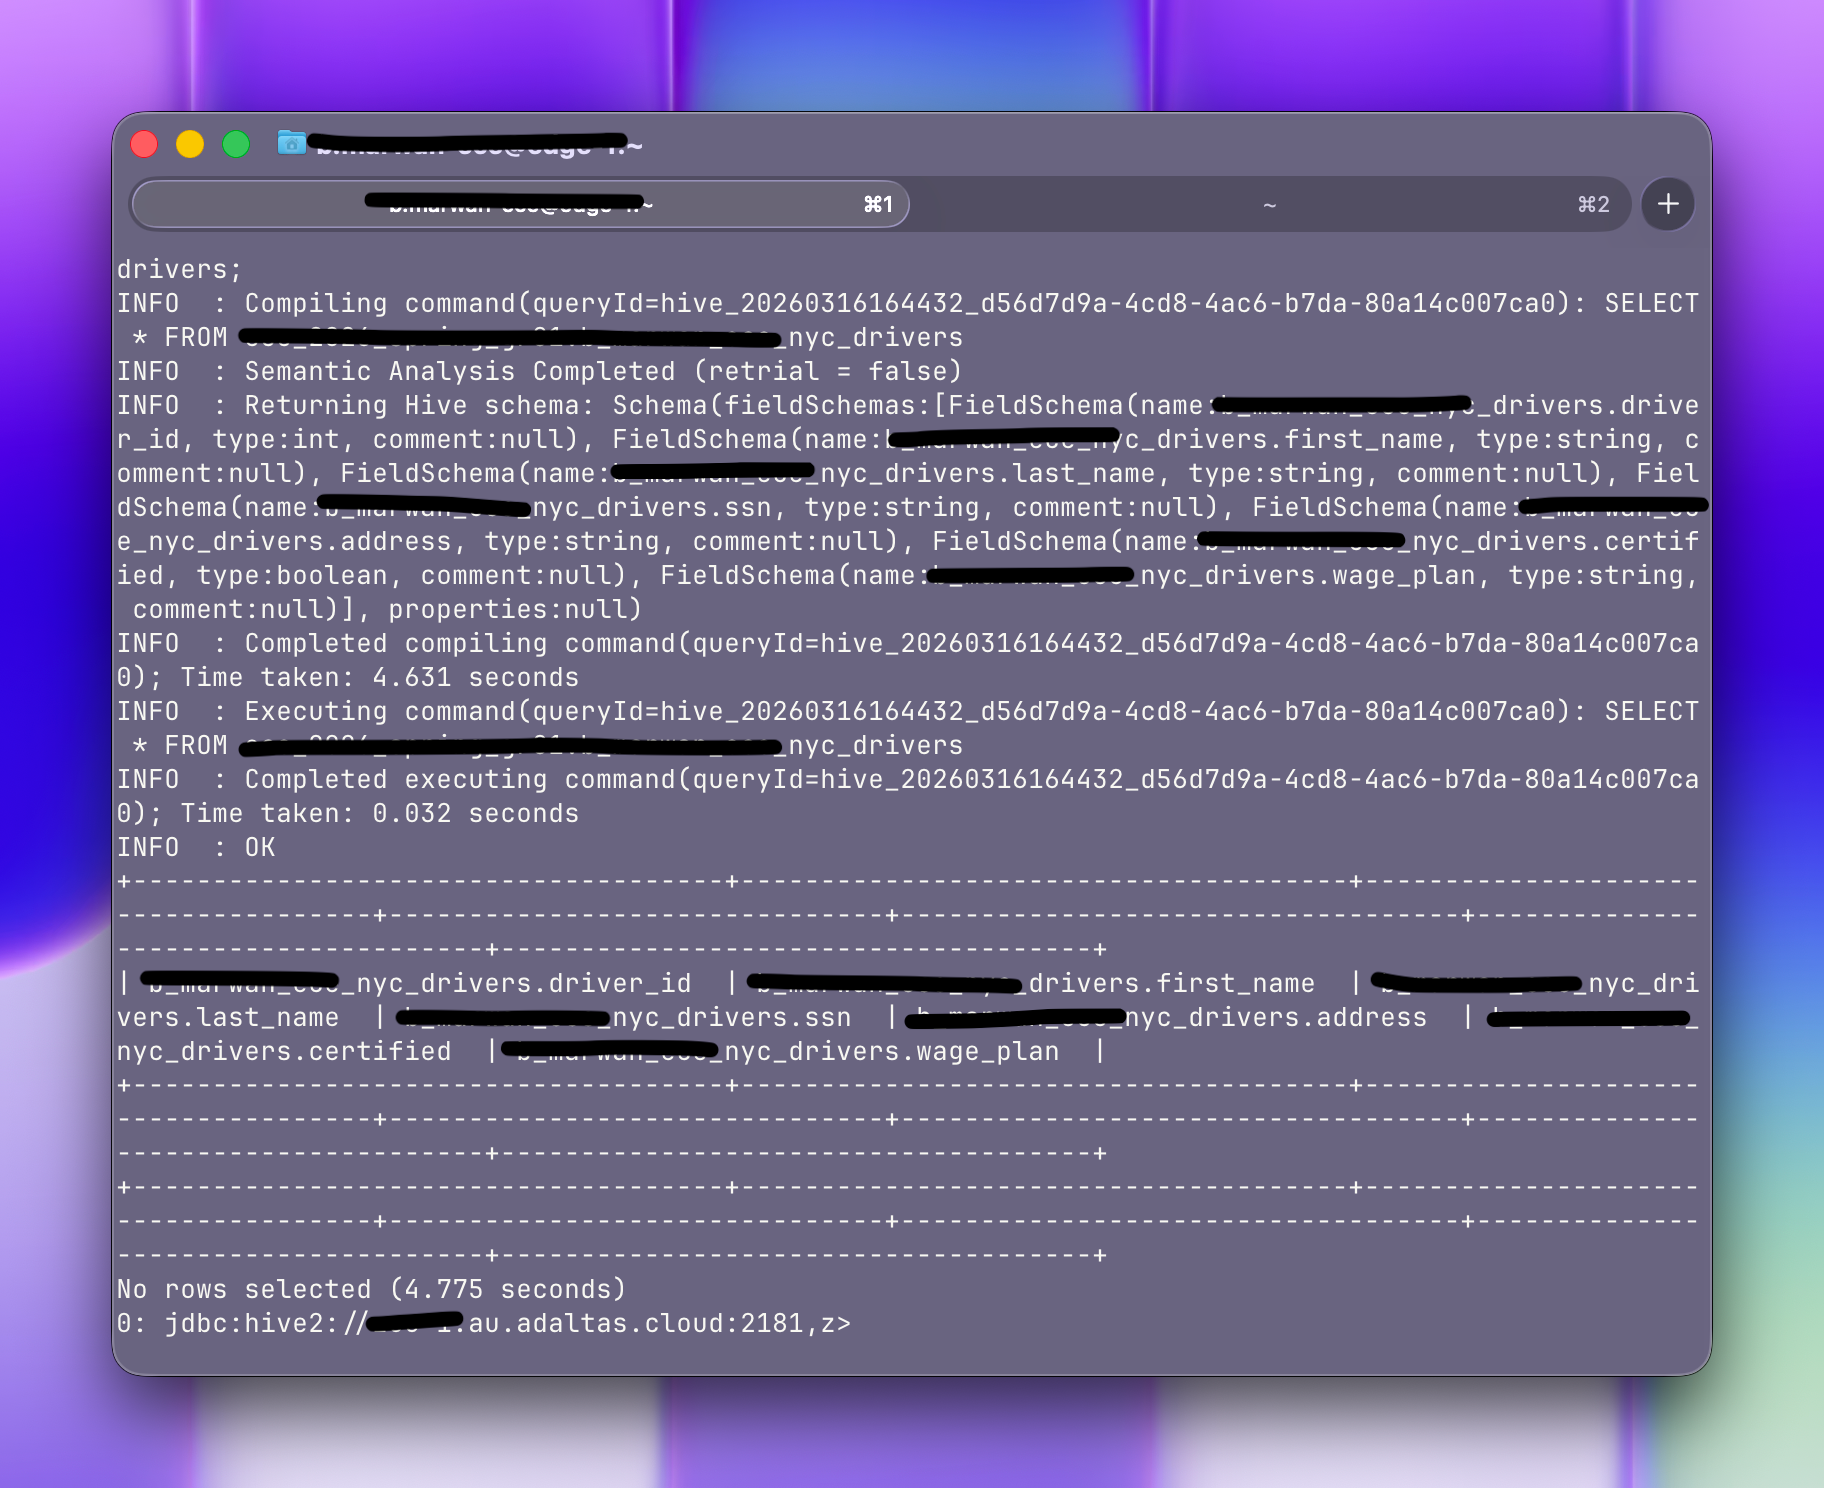 ⌘1 ~ ⌘2 +
drivers;
INFO  : Compiling command(queryId=hive_20260316164432_d56d7d9a-4cd8-4ac6-b7da-80a14c007ca0): SELECT
 * FROM _nyc_drivers
INFO  : Semantic Analysis Completed (retrial = false)
INFO  : Returning Hive schema: Schema(fieldSchemas:[FieldSchema(name: _drivers.drive
r_id, type:int, comment:null), FieldSchema(name: yc_drivers.first_name, type:string, c
omment:null), FieldSchema(name: _nyc_drivers.last_name, type:string, comment:null), Fiel
dSchema(name: _nyc_drivers.ssn, type:string, comment:null), FieldSchema(name:
e_nyc_drivers.address, type:string, comment:null), FieldSchema(name: _nyc_drivers.certif
ied, type:boolean, comment:null), FieldSchema(name: _nyc_drivers.wage_plan, type:string,
 comment:null)], properties:null)
INFO  : Completed compiling command(queryId=hive_20260316164432_d56d7d9a-4cd8-4ac6-b7da-80a14c007ca
0); Time taken: 4.631 seconds
INFO  : Executing command(queryId=hive_20260316164432_d56d7d9a-4cd8-4ac6-b7da-80a14c007ca0): SELECT
 * FROM _nyc_drivers
INFO  : Completed executing command(queryId=hive_20260316164432_d56d7d9a-4cd8-4ac6-b7da-80a14c007ca
0); Time taken: 0.032 seconds
INFO  : OK
+--------------------------------------+--------------------------------------+---------------------
----------------+-------------------------------+-----------------------------------+--------------
-----------------------+-------------------------------------+
| _nyc_drivers.driver_id  | _drivers.first_name  | _nyc_dri
vers.last_name  | nyc_drivers.ssn  | nyc_drivers.address  | _
nyc_drivers.certified  | _nyc_drivers.wage_plan  |
+--------------------------------------+--------------------------------------+---------------------
----------------+-------------------------------+-----------------------------------+--------------
-----------------------+-------------------------------------+
+--------------------------------------+--------------------------------------+---------------------
----------------+-------------------------------+-----------------------------------+--------------
-----------------------+-------------------------------------+
No rows selected (4.775 seconds)
0: jdbc:hive2:// .au.adaltas.cloud:2181,z>